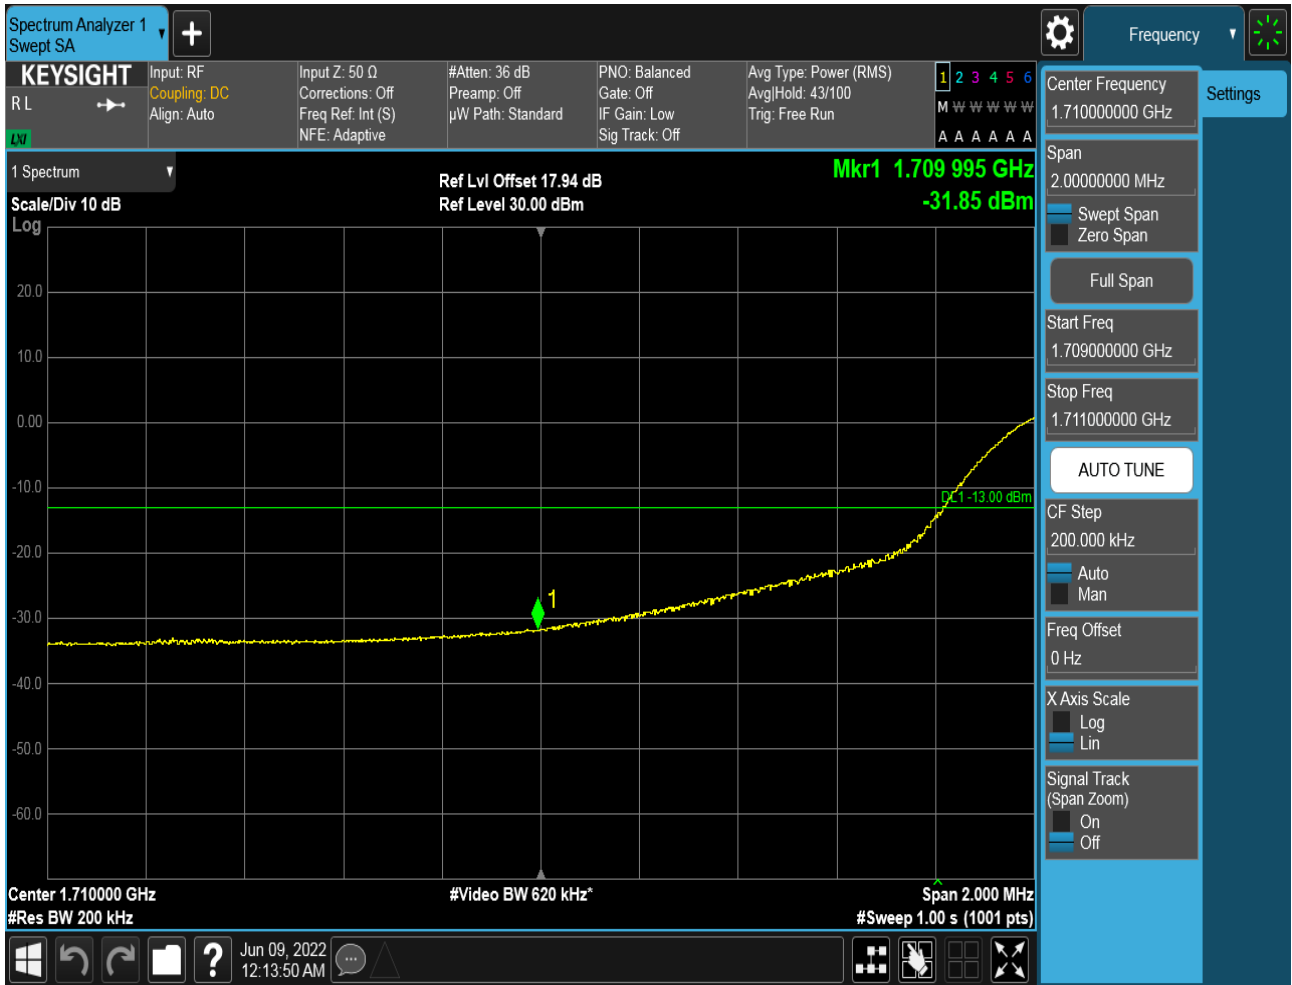 Spectrum Analyzer 1
Swept SA
Frequency
KEYSIGHT
R L
LXI
Input: RF
Coupling: DC
Align: Auto
Input Z: 50 Ω
Corrections: Off
Freq Ref: Int (S)
NFE: Adaptive
#Atten: 36 dB
Preamp: Off
µW Path: Standard
PNO: Balanced
Gate: Off
IF Gain: Low
Sig Track: Off
Avg Type: Power (RMS)
Avg|Hold: 43/100
Trig: Free Run
1 2 3 4 5 6
M W W W W W
A A A A A A
1 Spectrum
Scale/Div 10 dB
Log
Ref Lvl Offset 17.94 dB
Ref Level 30.00 dBm
Mkr1 1.709 995 GHz
-31.85 dBm
20.0
10.0
0.00
-10.0
-20.0
-30.0
-40.0
-50.0
-60.0
DL1 -13.00 dBm
1
Center 1.710000 GHz
#Res BW 200 kHz
#Video BW 620 kHz*
Span 2.000 MHz
#Sweep 1.00 s (1001 pts)
Jun 09, 2022
12:13:50 AM
Center Frequency
1.710000000 GHz
Settings
Span
2.00000000 MHz
Swept Span
Zero Span
Full Span
Start Freq
1.709000000 GHz
Stop Freq
1.711000000 GHz
AUTO TUNE
CF Step
200.000 kHz
Auto
Man
Freq Offset
0 Hz
X Axis Scale
Log
Lin
Signal Track
(Span Zoom)
On
Off